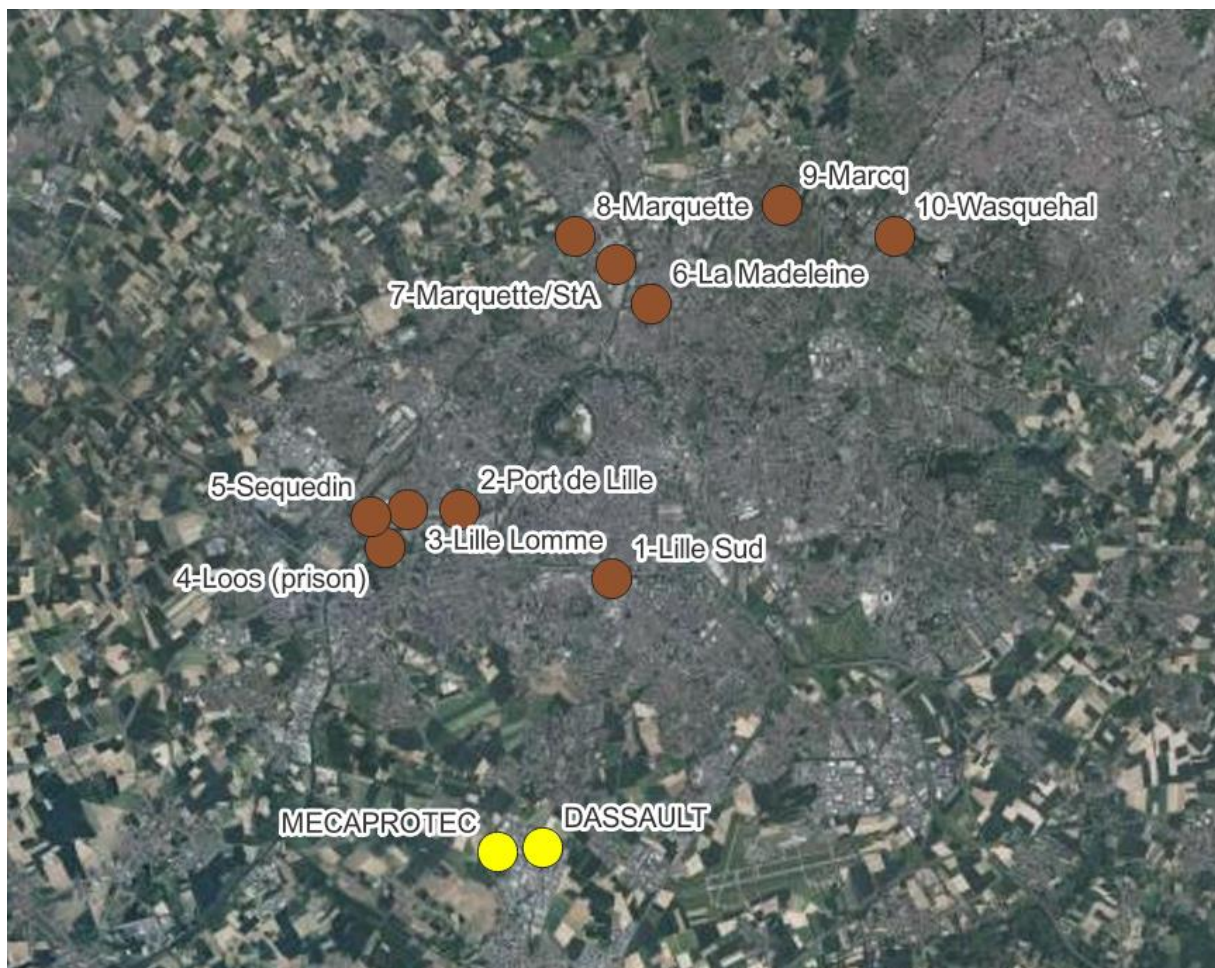 9-Marcq
8-Marquette
10-Wasquehal
6-La Madeleine
7-Marquette/StA
5-Sequedin
2-Port de Lille
3-Lille Lomme
1-Lille Sud
4-Loos (prison)
MECAPROTEC
DASSAULT